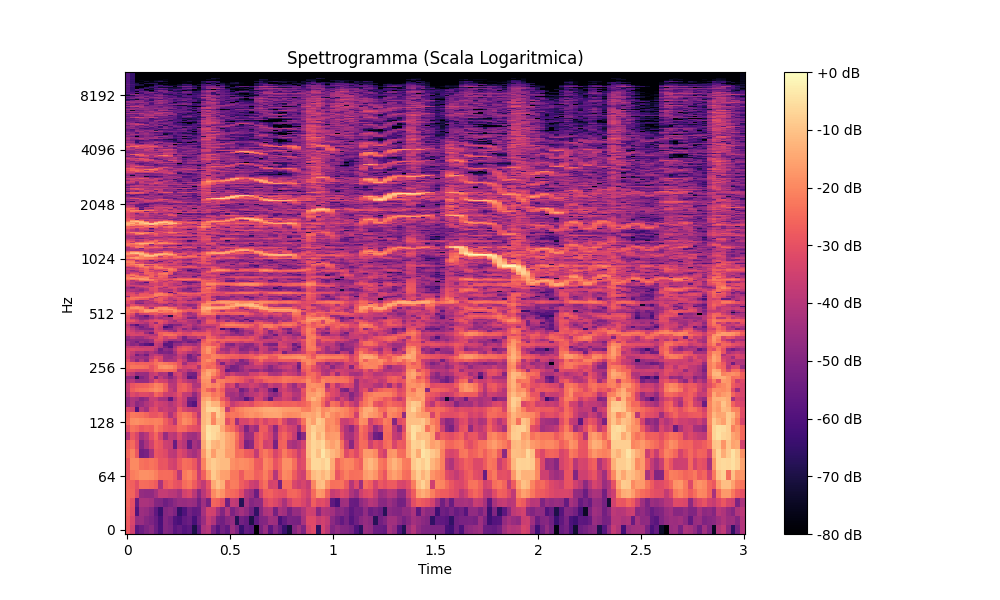 Spettrogramma (Scala Logaritmica)
Hz
8192
4096
2048
1024
512
256
128
64
0
0
0.5
1
1.5
2
2.5
3
Time
+0 dB
-10 dB
-20 dB
-30 dB
-40 dB
-50 dB
-60 dB
-70 dB
-80 dB